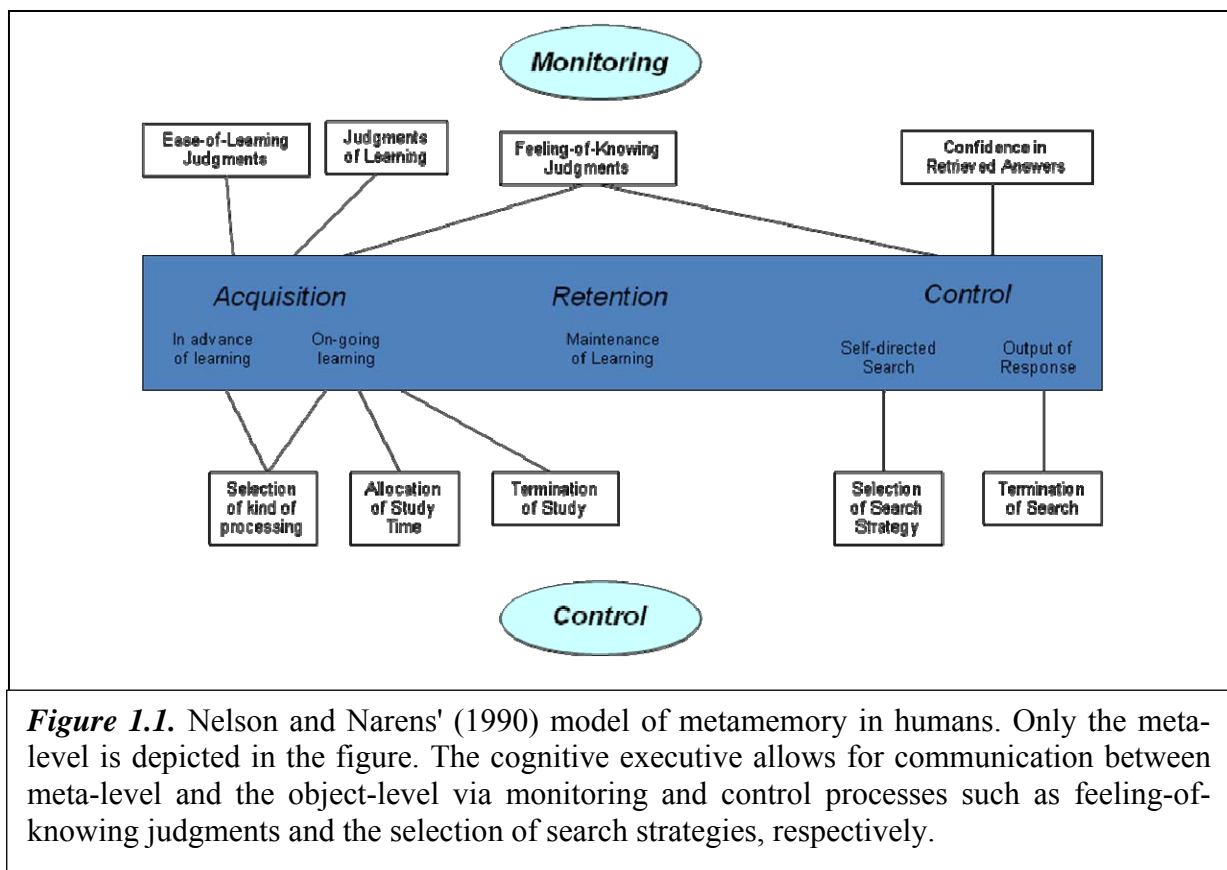 Monitoring
Ease-of-Learning
Judgments
Judgments
of Learning
Feeling-of-Knowing
Judgments
Confidence in
Retrieved Answers
Acquisition
Retention
Control
In advance
of learning
On-going
learning
Maintenance
of Learning
Self-directed
Search
Output of
Response
Selection
of kind of
processing
Allocation
of Study
Time
Termination
of Study
Selection
of Search
Strategy
Termination
of Search
Control
Figure 1.1. Nelson and Narens' (1990) model of metamemory in humans. Only the meta-
level is depicted in the figure. The cognitive executive allows for communication between
meta-level and the object-level via monitoring and control processes such as feeling-of-
knowing judgments and the selection of search strategies, respectively.